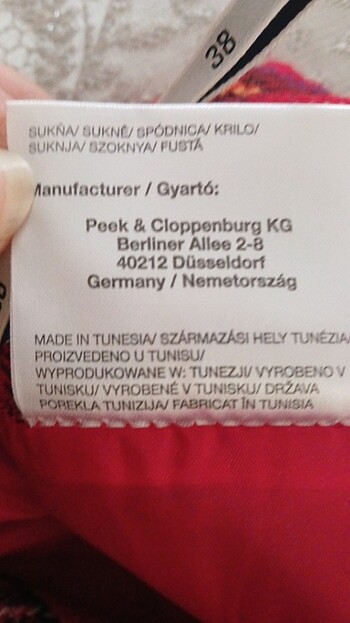 38
SUKŇA/ SUKNĚ/ SPÓDNICA/ KRILO/
SUKNJA/ SZOKNYA/ FUSTĂ
Manufacturer / Gyartó:
Peek & Cloppenburg KG
Berliner Allee 2-8
40212 Düsseldorf
Germany / Nemetország
MADE IN TUNESIA/ SZÁRMAZÁSI HELY TUNÉZIA/
PROIZVEDENO U TUNISU/
WYPRODUKOWANE W: TUNEZJI/ VYROBENO V
TUNISKU/ VYROBENÉ V TUNISKU/ DRŽAVA
POREKLA TUNIZIJA/ FABRICAT ÎN TUNISIA